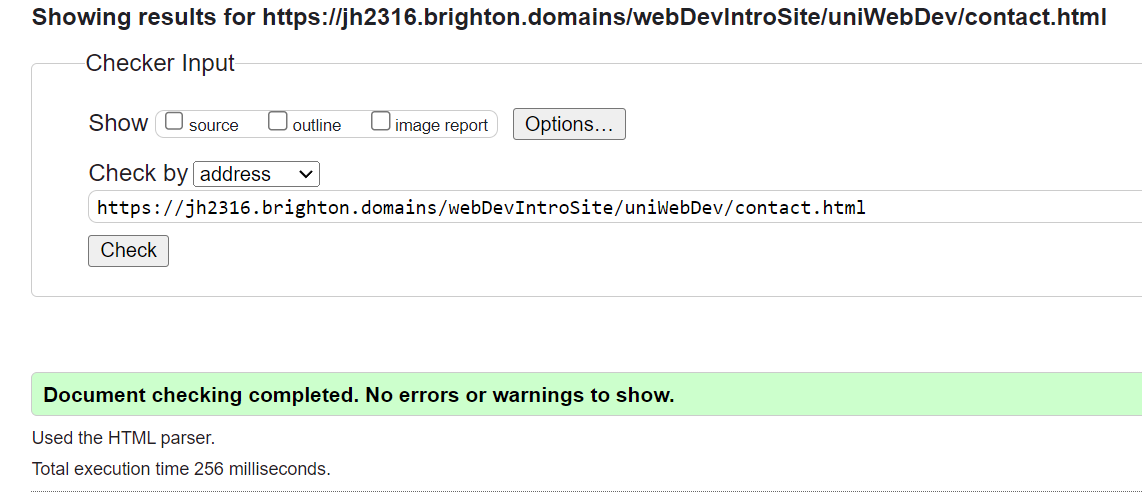 Showing results for https://jh2316.brighton.domains/webDevIntroSite/uniWebDev/contact.html
Checker Input
Show source outline image report Options...
Check by address
https://jh2316.brighton.domains/webDevIntroSite/uniWebDev/contact.html
Check
Document checking completed. No errors or warnings to show.
Used the HTML parser.
Total execution time 256 milliseconds.